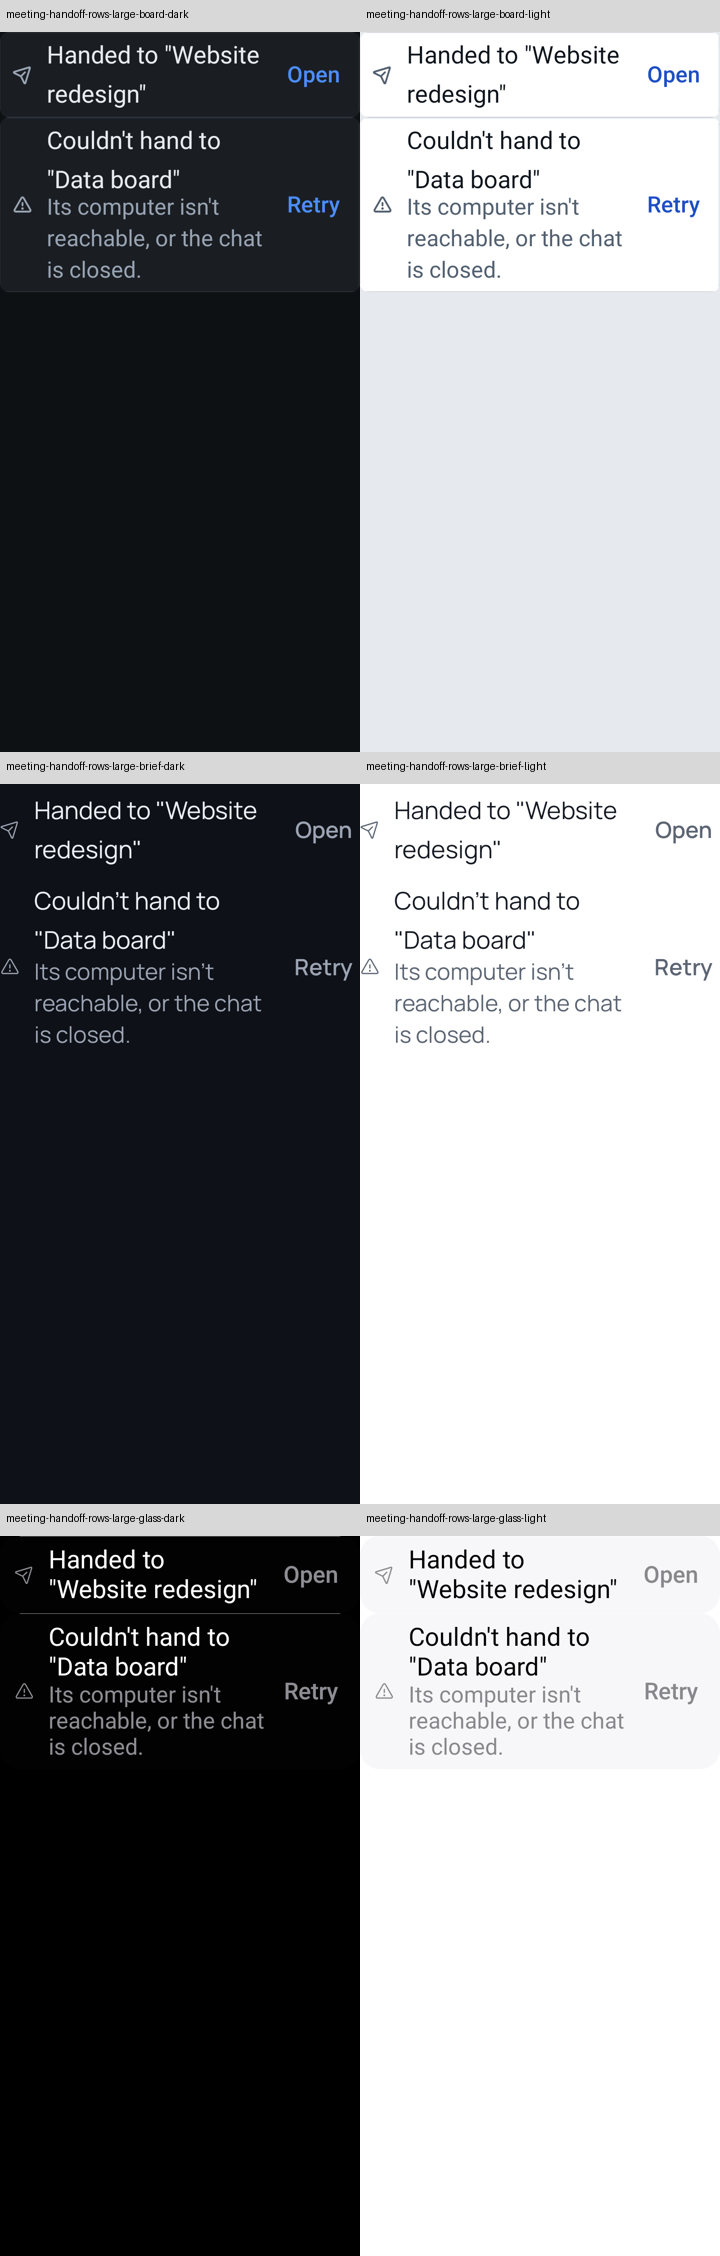 meeting-handoff-rows-large-board-dark
Handed to "Website
redesign"
Open
Couldn't hand to
"Data board"
Its computer isn't
reachable, or the chat
is closed.
Retry
meeting-handoff-rows-large-board-light
Handed to "Website
redesign"
Open
Couldn't hand to
"Data board"
Its computer isn't
reachable, or the chat
is closed.
Retry
meeting-handoff-rows-large-brief-dark
Handed to "Website
redesign"
Open
Couldn't hand to
"Data board"
Its computer isn't
reachable, or the chat
is closed.
Retry
meeting-handoff-rows-large-brief-light
Handed to "Website
redesign"
Open
Couldn't hand to
"Data board"
Its computer isn't
reachable, or the chat
is closed.
Retry
meeting-handoff-rows-large-glass-dark
Handed to
"Website redesign"
Open
Couldn't hand to
"Data board"
Its computer isn't
reachable, or the chat
is closed.
Retry
meeting-handoff-rows-large-glass-light
Handed to
"Website redesign"
Open
Couldn't hand to
"Data board"
Its computer isn't
reachable, or the chat
is closed.
Retry